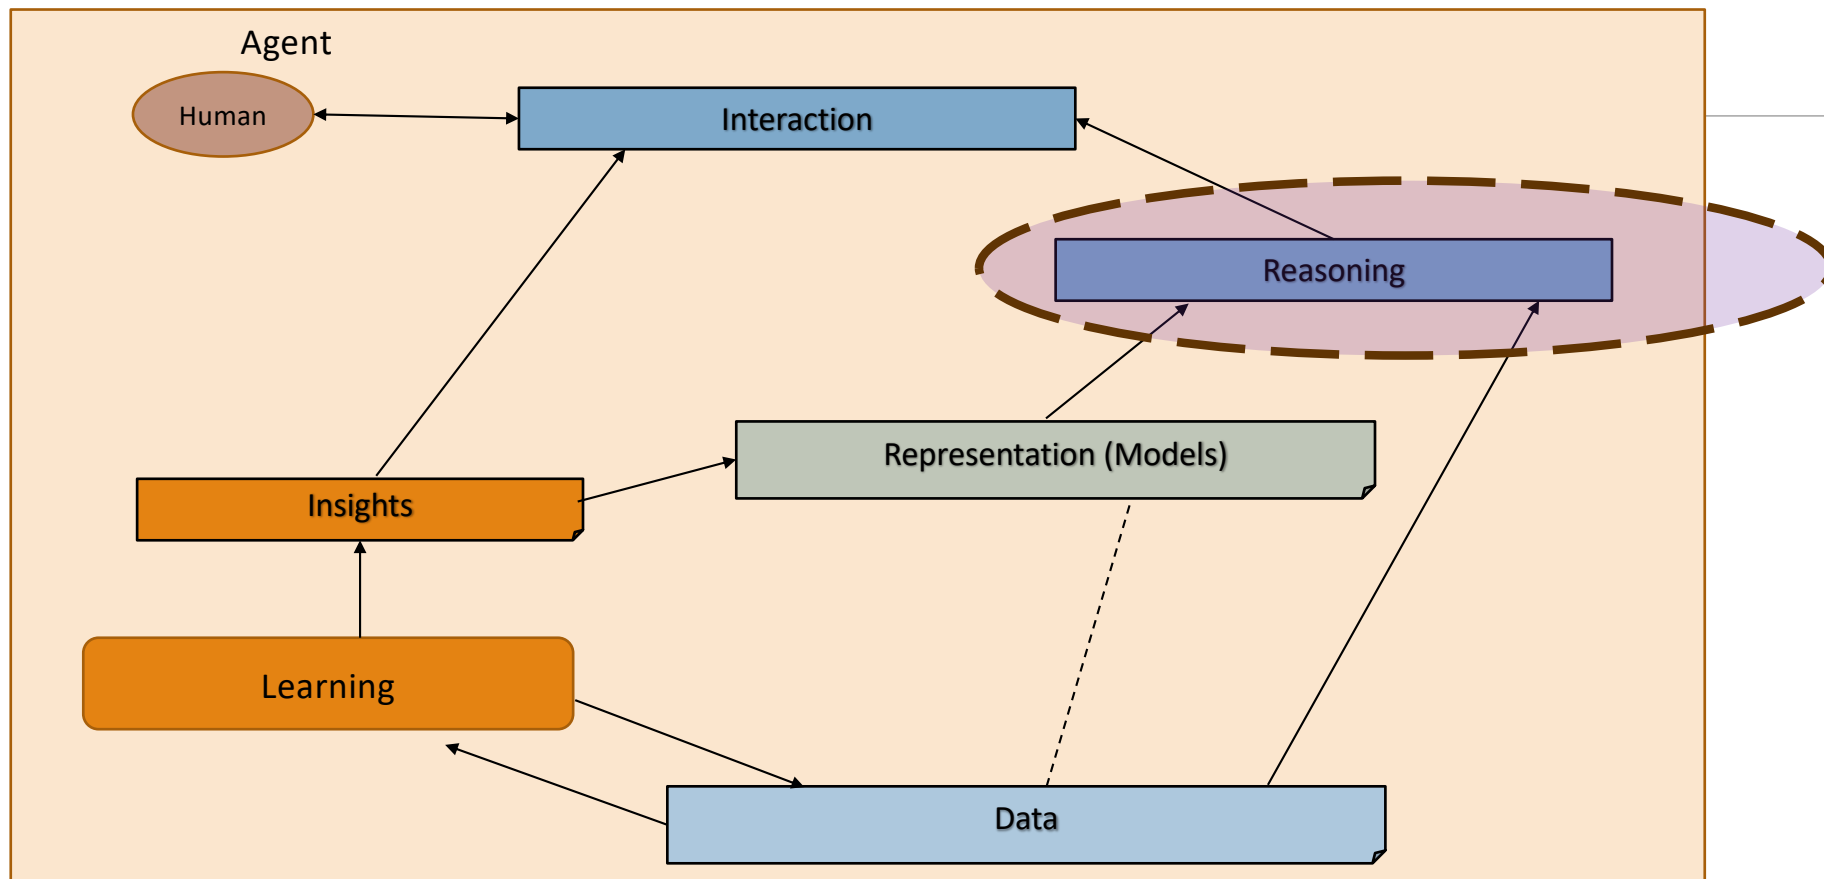 Agent
Human
Interaction
Reasoning
Representation (Models)
Insights
Learning
Data